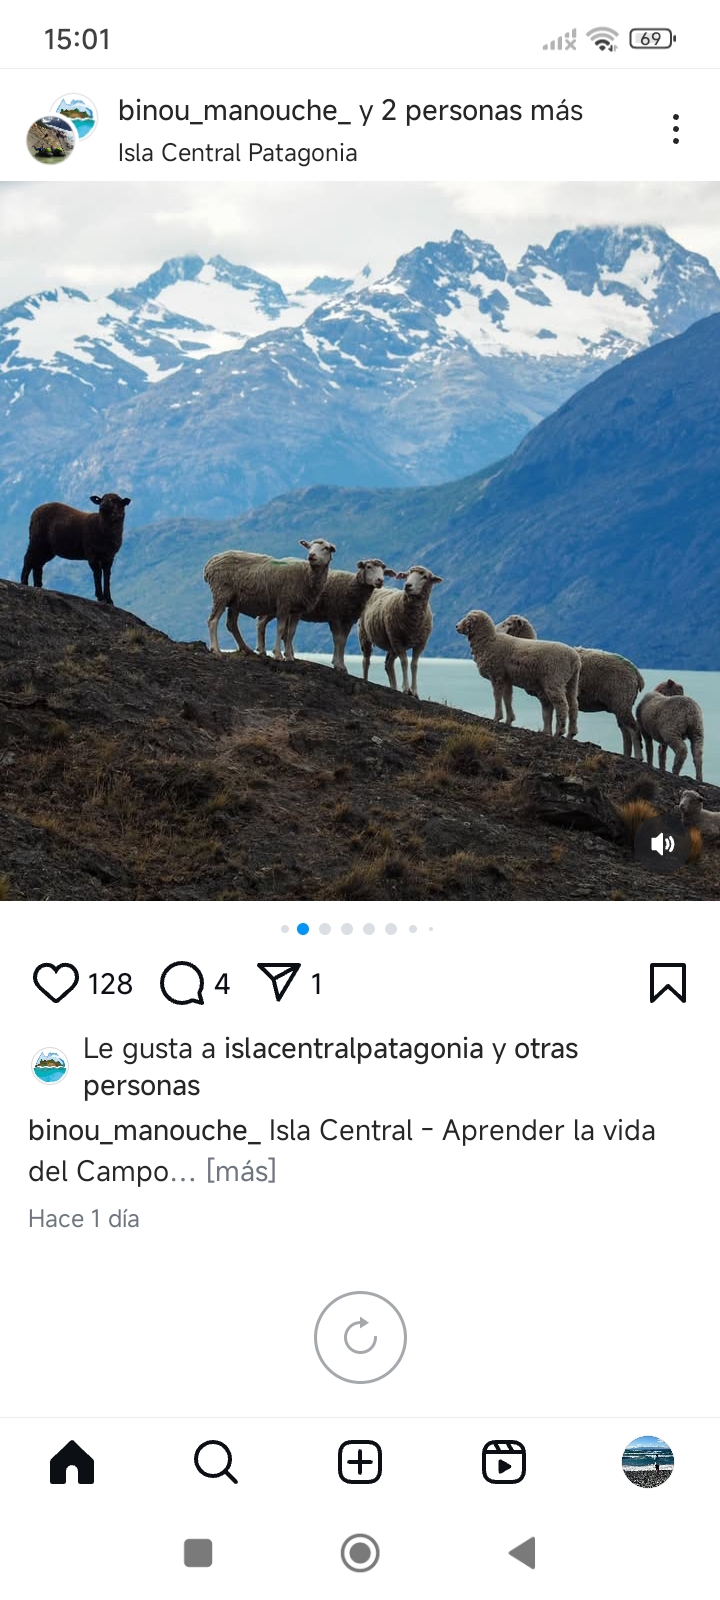 15:01
69
binou_manouche_ y 2 personas más
Isla Central Patagonia
128
4
1
Le gusta a islacentralpatagonia y otras
personas
binou_manouche_ Isla Central - Aprender la vida
del Campo... [más]
Hace 1 día